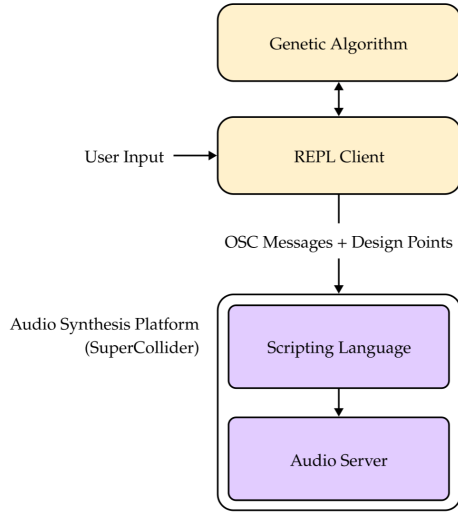 Genetic Algorithm
User Input
REPL Client
OSC Messages + Design Points
Audio Synthesis Platform
(SuperCollider)
Scripting Language
Audio Server